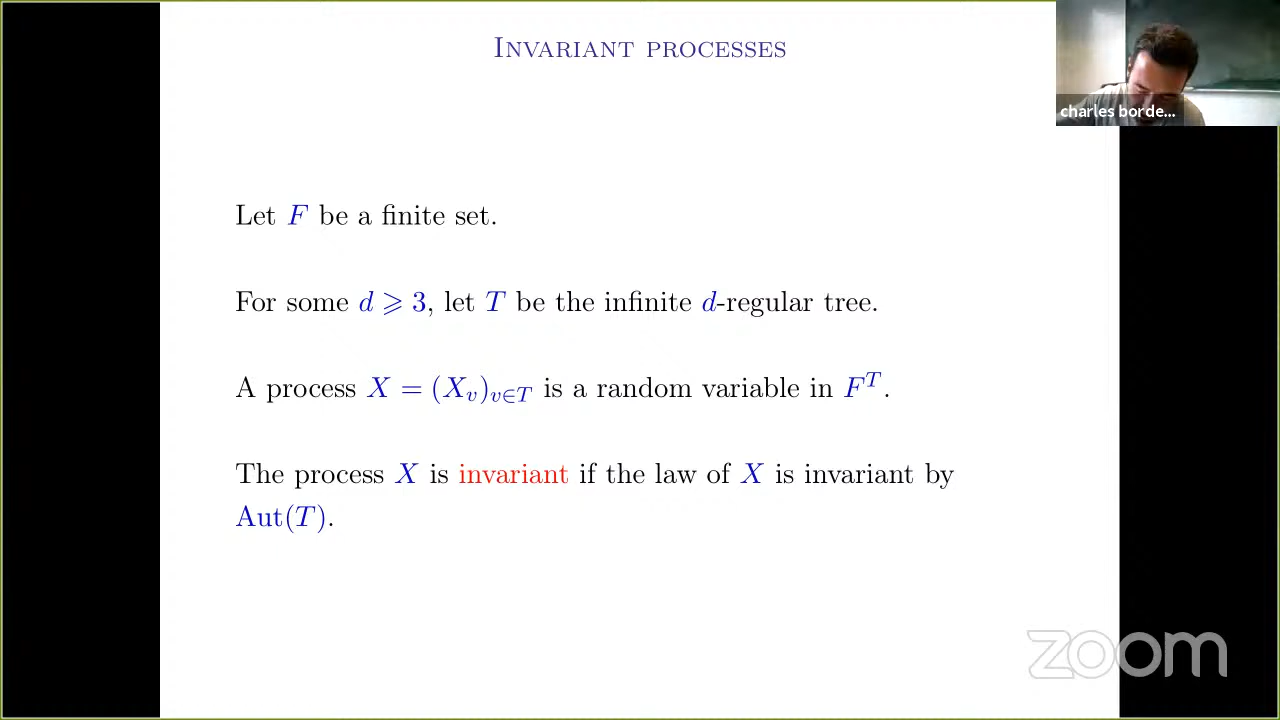 INVARIANT PROCESSES
charles borde...
Let F be a finite set.
For some d ⩾ 3, let T be the infinite d-regular tree.
A process X = (X_v)_{v∈T} is a random variable in F^T.
The process X is invariant if the law of X is invariant by
Aut(T).
zoom